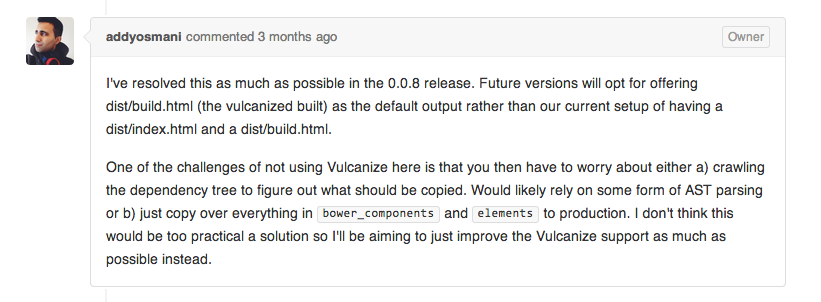 addyosmani commented 3 months ago Owner
I've resolved this as much as possible in the 0.0.8 release. Future versions will opt for offering
dist/build.html (the vulcanized built) as the default output rather than our current setup of having a
dist/index.html and a dist/build.html.
One of the challenges of not using Vulcanize here is that you then have to worry about either a) crawling
the dependency tree to figure out what should be copied. Would likely rely on some form of AST parsing
or b) just copy over everything in bower_components and elements to production. I don't think this
would be too practical a solution so I'll be aiming to just improve the Vulcanize support as much as
possible instead.